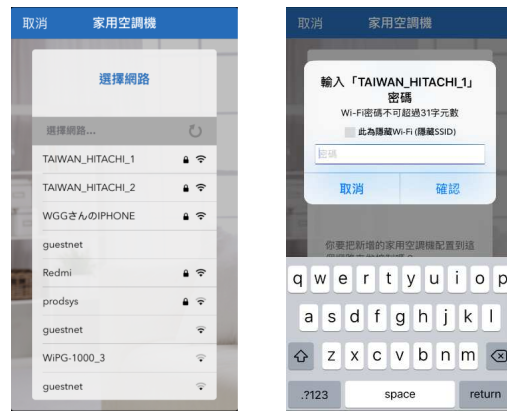 取消 家用空調機
選擇網路
選擇網路...
TAIWAN_HITACHI_1
TAIWAN_HITACHI_2
WGGさんのIPHONE
guestnet
Redmi
prodsys
guestnet
WiPG-1000_3
guestnet
取消 家用空調機
輸入「TAIWAN_HITACHI_1」
密碼
Wi-Fi密碼不可超過31字元數
此為隱藏Wi-Fi (隱藏SSID)
密碼
取消 確認
你要把新增的家用空調機配置到這
q w e r t y u i o p
a s d f g h j k l
z x c v b n m
.?123 space return